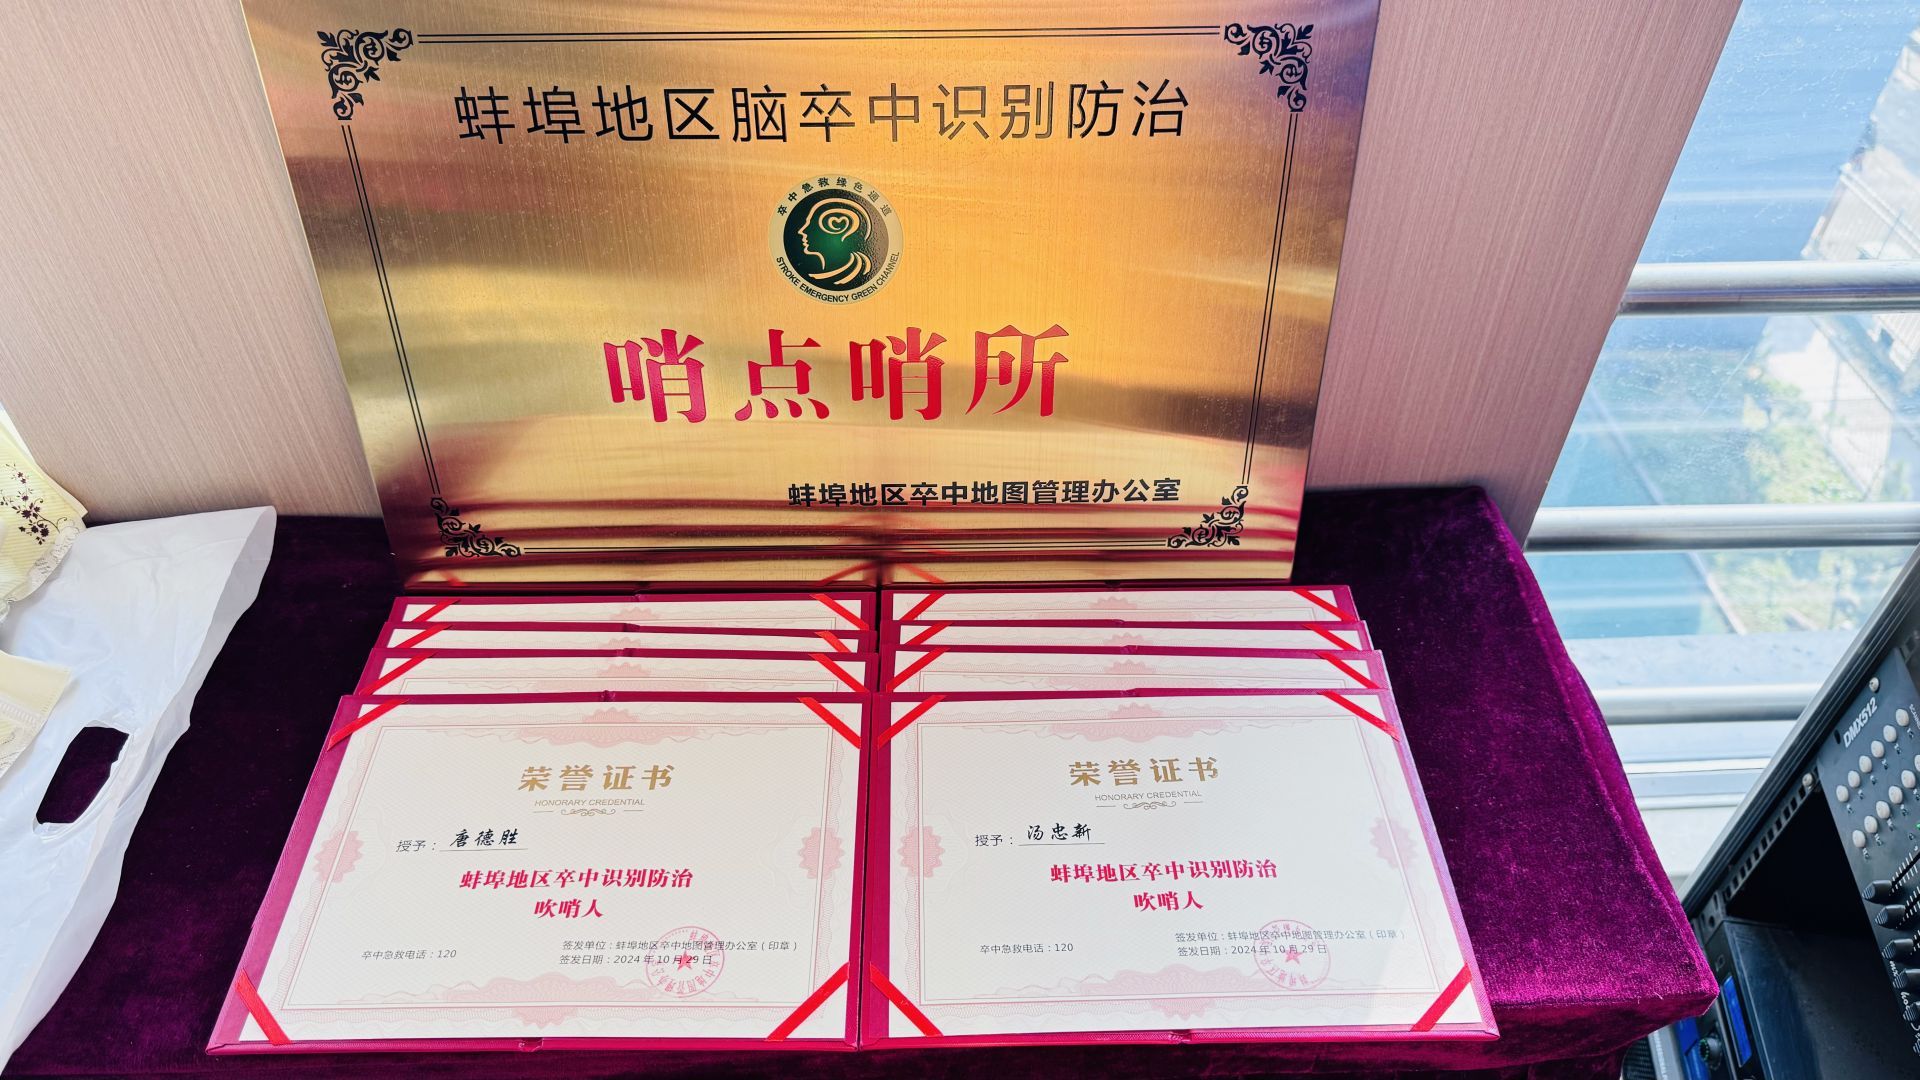 蚌埠地区脑卒中识别防治
卒中急救绿色通道
STROKE EMERGENCY GREEN CHANNEL
哨点哨所
蚌埠地区卒中地图管理办公室
荣誉证书
HONORARY CREDENTIAL
授予：唐德胜
蚌埠地区卒中识别防治
吹哨人
卒中急救电话：120
签发单位：蚌埠地区卒中地图管理办公室（印章）
签发日期：2024年10月29日
荣誉证书
HONORARY CREDENTIAL
授予：汤忠新
蚌埠地区卒中识别防治
吹哨人
卒中急救电话：120
签发单位：蚌埠地区卒中地图管理办公室（印章）
签发日期：2024年10月29日
DMX512